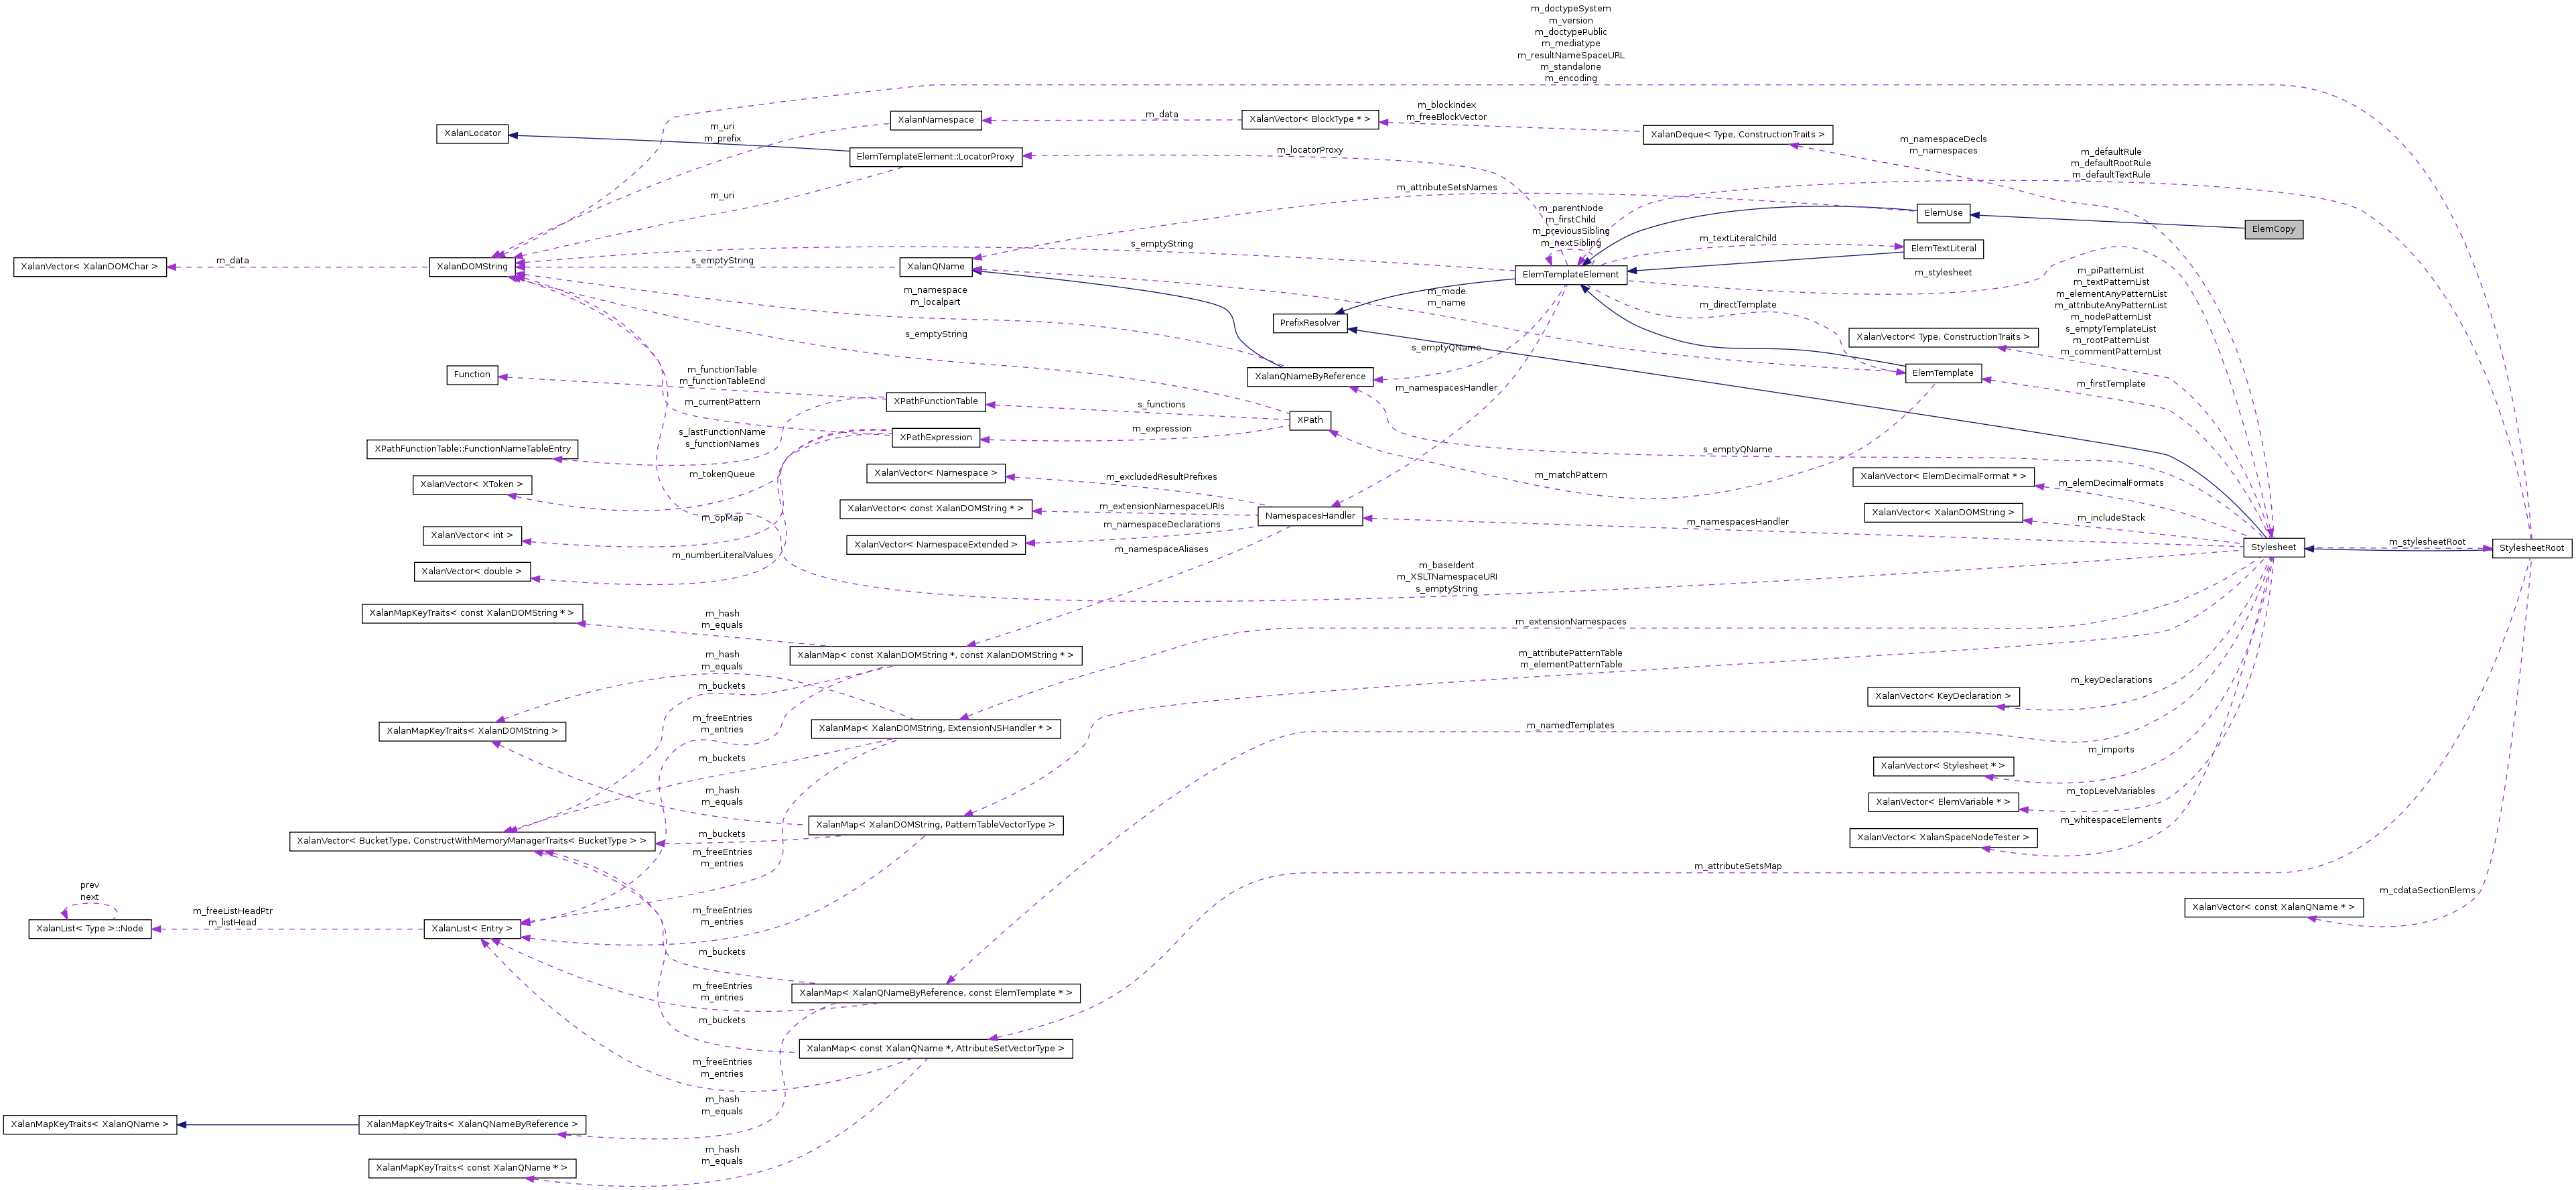 m_doctypeSystem
m_version
m_doctypePublic
m_mediatype
m_resultNameSpaceURL
m_standalone
m_encoding
XalanNamespace
m_data
XalanVector< BlockType * >
m_blockIndex
m_freeBlockVector
XalanDeque< Type, ConstructionTraits >
m_namespaceDecls
m_namespaces
m_defaultRule
m_defaultRootRule
m_defaultTextRule
XalanLocator
m_uri
m_prefix
ElemTemplateElement::LocatorProxy
m_locatorProxy
m_uri
m_attributeSetsNames
m_parentNode
m_firstChild
m_previousSibling
m_nextSibling
ElemUse
ElemCopy
XalanVector< XalanDOMChar >
m_data
XalanDOMString
s_emptyString
s_emptyString
XalanQName
m_textLiteralChild
ElemTextLiteral
ElemTemplateElement
m_stylesheet
m_namespace
m_localpart
m_mode
m_name
PrefixResolver
m_directTemplate
m_piPatternList
m_textPatternList
m_elementAnyPatternList
m_attributeAnyPatternList
m_nodePatternList
s_emptyTemplateList
m_rootPatternList
m_commentPatternList
XalanVector< Type, ConstructionTraits >
s_emptyString
s_emptyQName
XalanQNameByReference
ElemTemplate
m_firstTemplate
Function
m_functionTable
m_functionTableEnd
m_namespacesHandler
XPathFunctionTable
m_currentPattern
s_functions
XPath
m_expression
XPathExpression
s_lastFunctionName
s_functionNames
XPathFunctionTable::FunctionNameTableEntry
s_emptyQName
m_tokenQueue
XalanVector< XToken >
XalanVector< Namespace >
m_excludedResultPrefixes
m_matchPattern
XalanVector< ElemDecimalFormat * >
m_elemDecimalFormats
XalanVector< const XalanDOMString * >
m_extensionNamespaceURIs
NamespacesHandler
XalanVector< XalanDOMString >
m_includeStack
m_opMap
XalanVector< int >
m_namespaceDeclarations
m_namespacesHandler
XalanVector< NamespaceExtended >
m_namespaceAliases
Stylesheet
m_stylesheetRoot
StylesheetRoot
m_numberLiteralValues
XalanVector< double >
m_baseIdent
m_XSLTNamespaceURI
s_emptyString
XalanMapKeyTraits< const XalanDOMString * >
m_hash
m_equals
m_extensionNamespaces
XalanMap< const XalanDOMString *, const XalanDOMString * >
m_hash
m_equals
m_attributePatternTable
m_elementPatternTable
m_buckets
m_keyDeclarations
XalanVector< KeyDeclaration >
XalanMapKeyTraits< XalanDOMString >
m_freeEntries
m_entries
XalanMap< XalanDOMString, ExtensionNSHandler * >
m_namedTemplates
m_buckets
m_imports
XalanVector< Stylesheet * >
m_hash
m_equals
m_topLevelVariables
XalanVector< ElemVariable * >
XalanMap< XalanDOMString, PatternTableVectorType >
m_whitespaceElements
XalanVector< BucketType, ConstructWithMemoryManagerTraits< BucketType > >
m_buckets
XalanVector< XalanSpaceNodeTester >
m_freeEntries
m_entries
m_attributeSetsMap
prev
next
m_cdataSectionElems
XalanVector< const XalanQName * >
m_freeListHeadPtr
m_listHead
m_freeEntries
m_entries
XalanList< Type >::Node
XalanList< Entry >
m_buckets
m_freeEntries
m_entries
XalanMap< XalanQNameByReference, const ElemTemplate * >
m_buckets
XalanMap< const XalanQName *, AttributeSetVectorType >
m_freeEntries
m_entries
m_hash
m_equals
XalanMapKeyTraits< XalanQName >
XalanMapKeyTraits< XalanQNameByReference >
m_hash
m_equals
XalanMapKeyTraits< const XalanQName * >